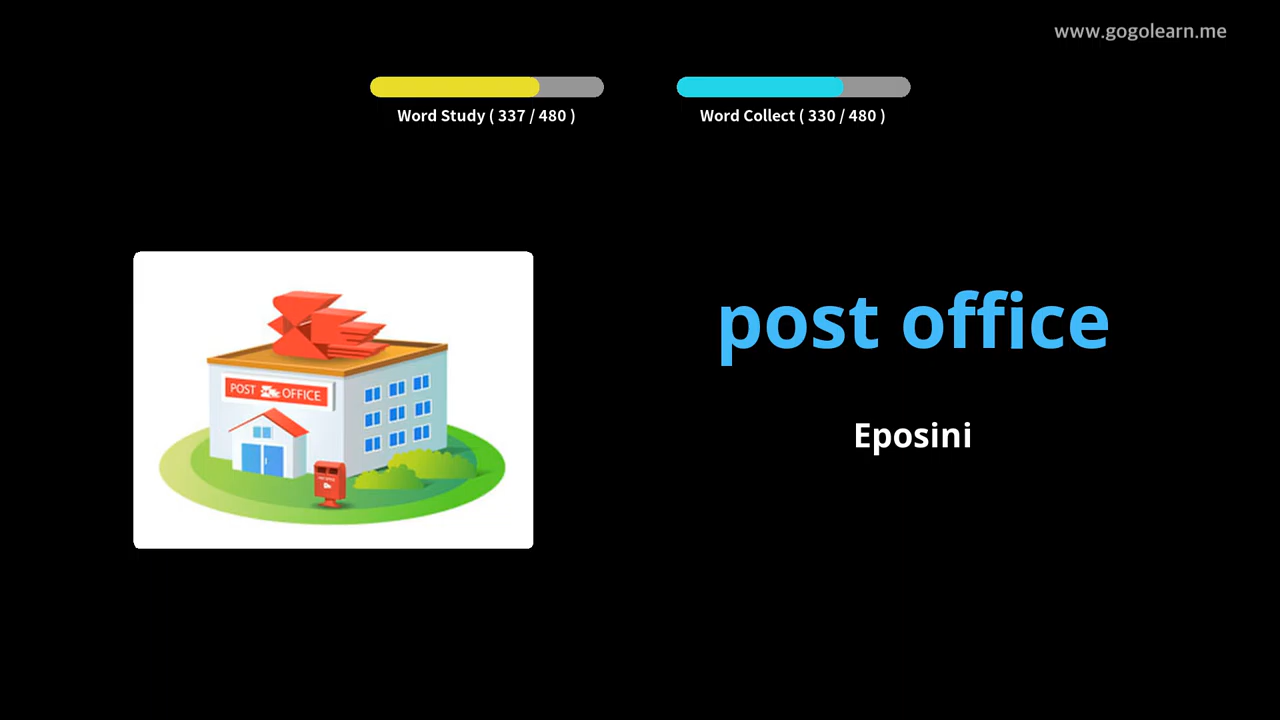 www.gogolearn.me
Word Study ( 337 / 480 )
Word Collect ( 330 / 480 )
POST OFFICE
post office
Eposini